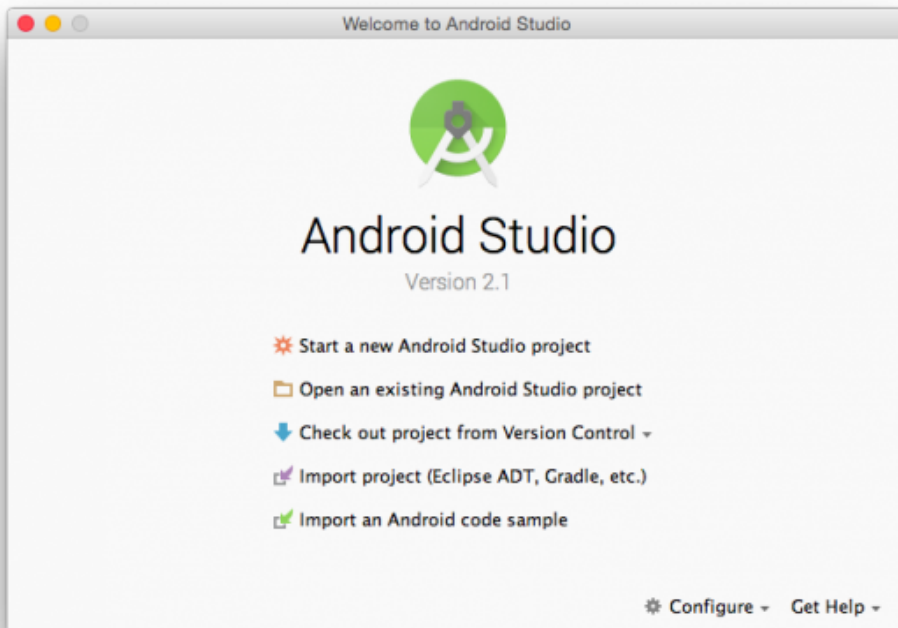 Welcome to Android Studio
Android Studio
Version 2.1
Start a new Android Studio project
Open an existing Android Studio project
Check out project from Version Control
Import project (Eclipse ADT, Gradle, etc.)
Import an Android code sample
Configure Get Help